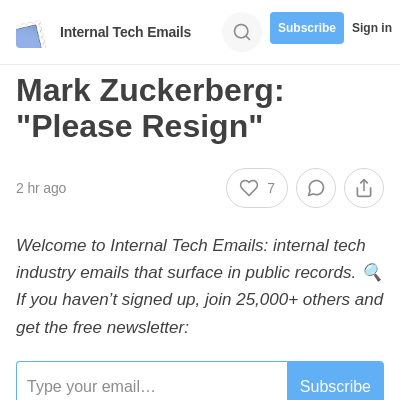 Internal Tech Emails
Subscribe
Sign in
Mark Zuckerberg:
"Please Resign"
2 hr ago
7
Welcome to Internal Tech Emails: internal tech
industry emails that surface in public records. 🔍
If you haven’t signed up, join 25,000+ others and
get the free newsletter:
Type your email…
Subscribe